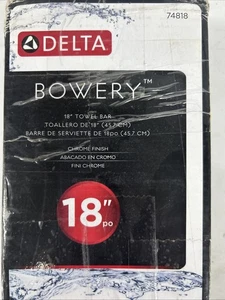 74818
DELTA
BOWERY™
18" TOWEL BAR
TOALLERO DE 18" (45.7 CM)
BARRE DE SERVIETTE DE 18po (45.7 CM)
CHROME FINISH
ABACADO EN CROMO
FINI CHROME
18"
po